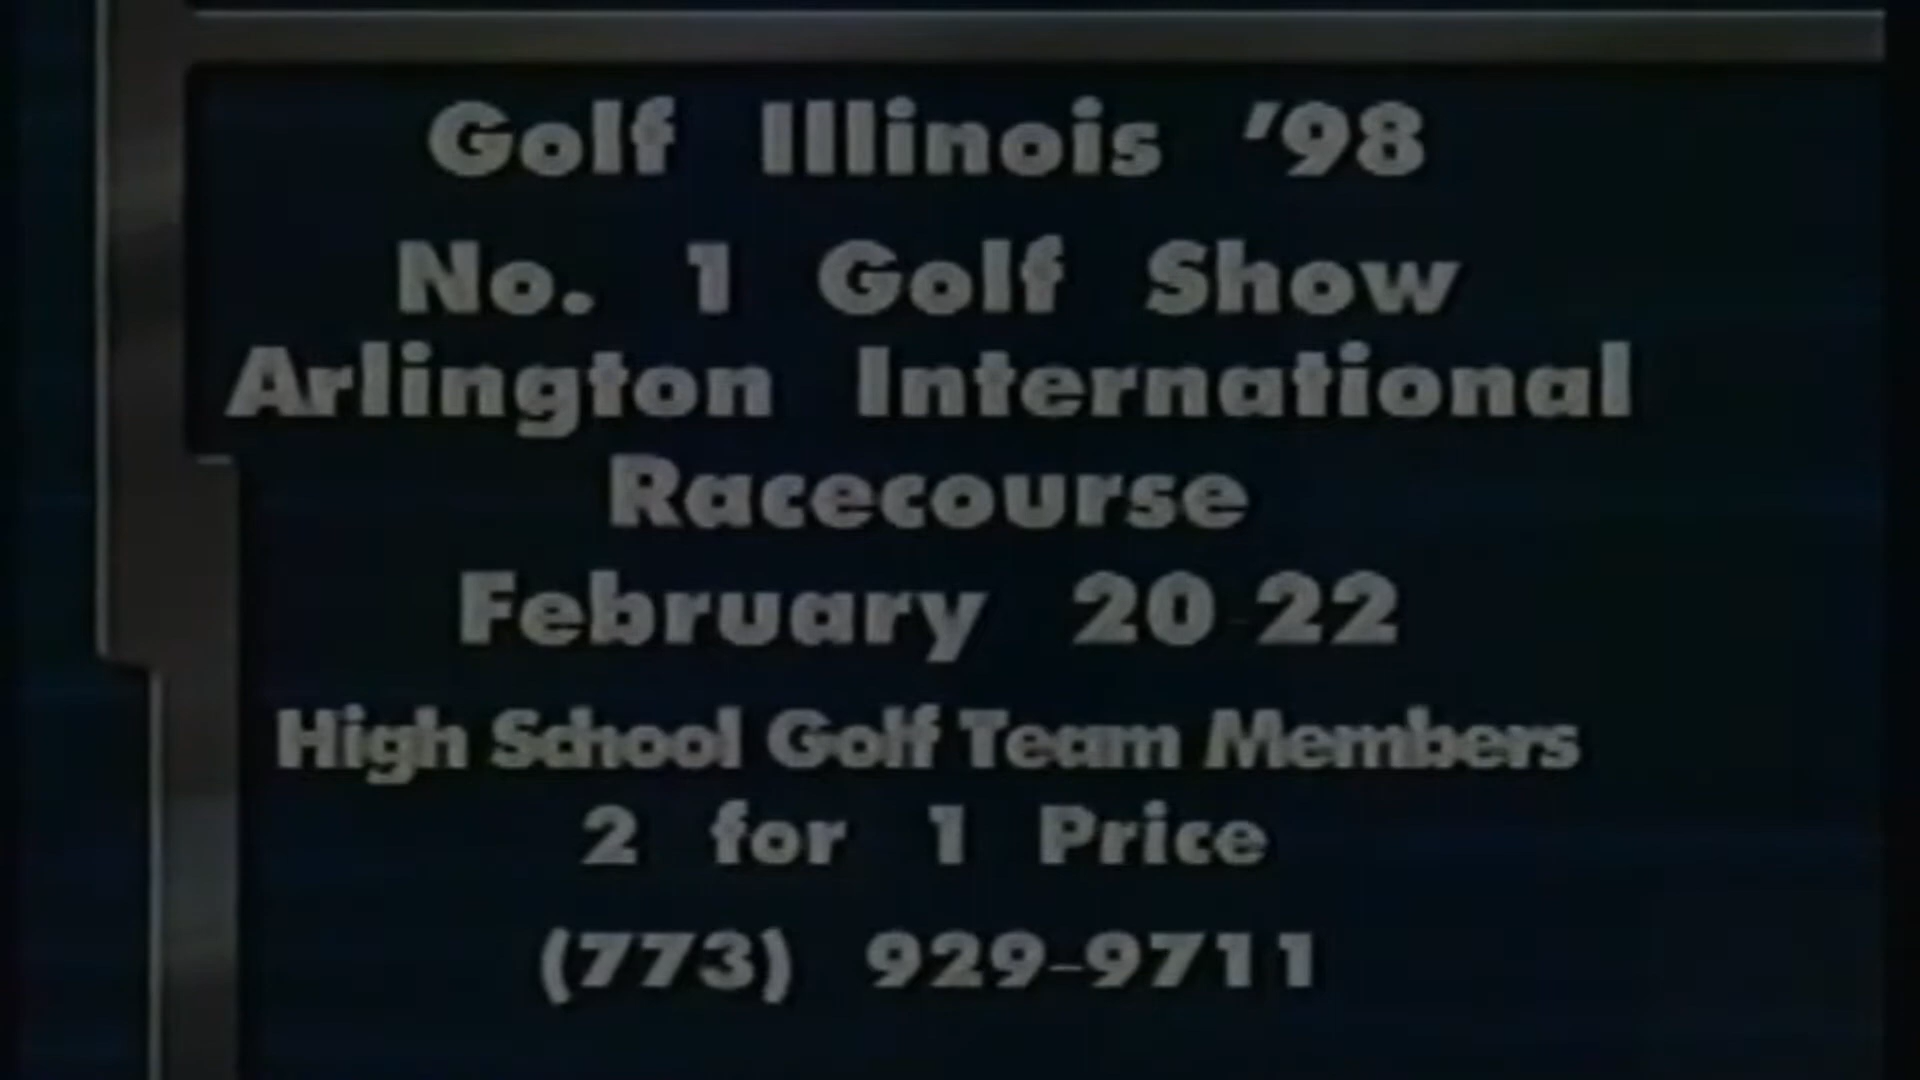 Golf Illinois '98
No. 1 Golf Show
Arlington International
Racecourse
February 20-22
High School Golf Team Members
2 for 1 Price
(773) 929-9711